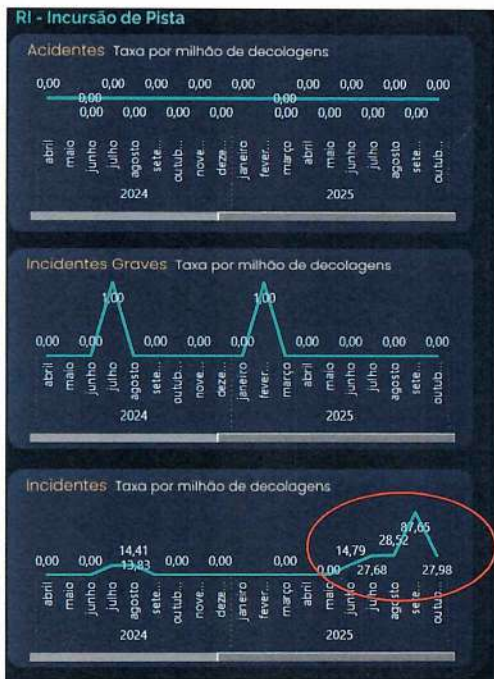 RI - Incursão de Pista
Acidentes Taxa por milhão de decolagens
0,00 0,00 0,00 0,00 0,00 0,00 0,00 0,00 0,00
0,00 0,00
0,00 0,00 0,00 0,00 0,00 0,00 0,00 0,00
abril maio junho julho agosto sete... outub... nove... deze... janeiro fever... março abril maio junho julho agosto sete... outub...
2024 2025
Incidentes Graves Taxa por milhão de decolagens
1,00 1,00
0,00 0,00 0,00 0,00 0,00 0,00 0,00 0,00 0,00 0,00
abril maio junho julho agosto sete... outub... nove... deze... janeiro fever... março abril maio junho julho agosto sete... outub...
2024 2025
Incidentes Taxa por milhão de decolagens
87,65
28,52
14,41 14,79
0,00 0,00 13,83 0,00 0,00 0,00 0,00 0,00 27,68 27,98
abril maio junho julho agosto sete... outub... nove... deze... janeiro fever... março abril maio junho julho agosto sete... outub...
2024 2025